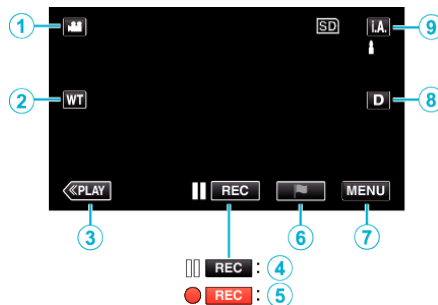 1 SD i.A. 9
2 WT D 8
≪PLAY REC MENU
3 6 7
REC : 4
REC : 5